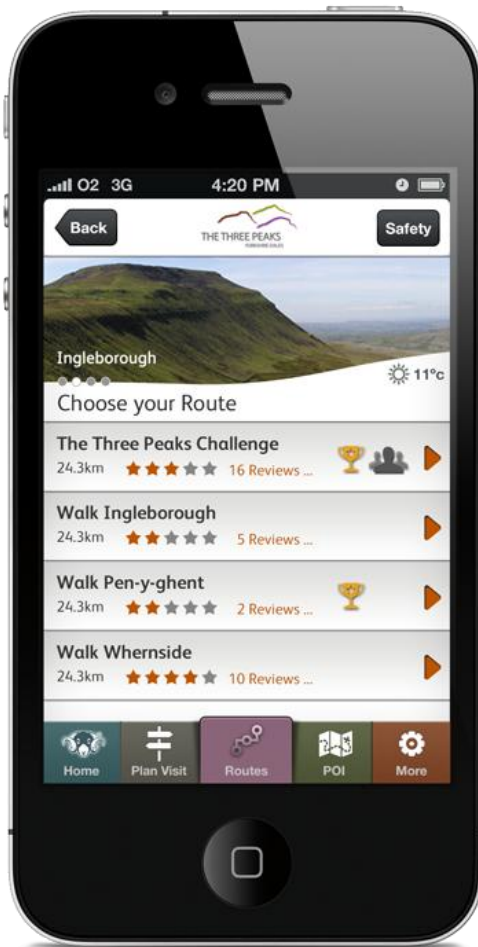 O2 3G 4:20 PM
Back
THE THREE PEAKS
YORKSHIRE DALES
Safety
Ingleborough
11°c
Choose your Route
The Three Peaks Challenge
24.3km 16 Reviews ...
Walk Ingleborough
24.3km 5 Reviews ...
Walk Pen-y-ghent
24.3km 2 Reviews ...
Walk Whernside
24.3km 10 Reviews ...
Home Plan Visit Routes POI More